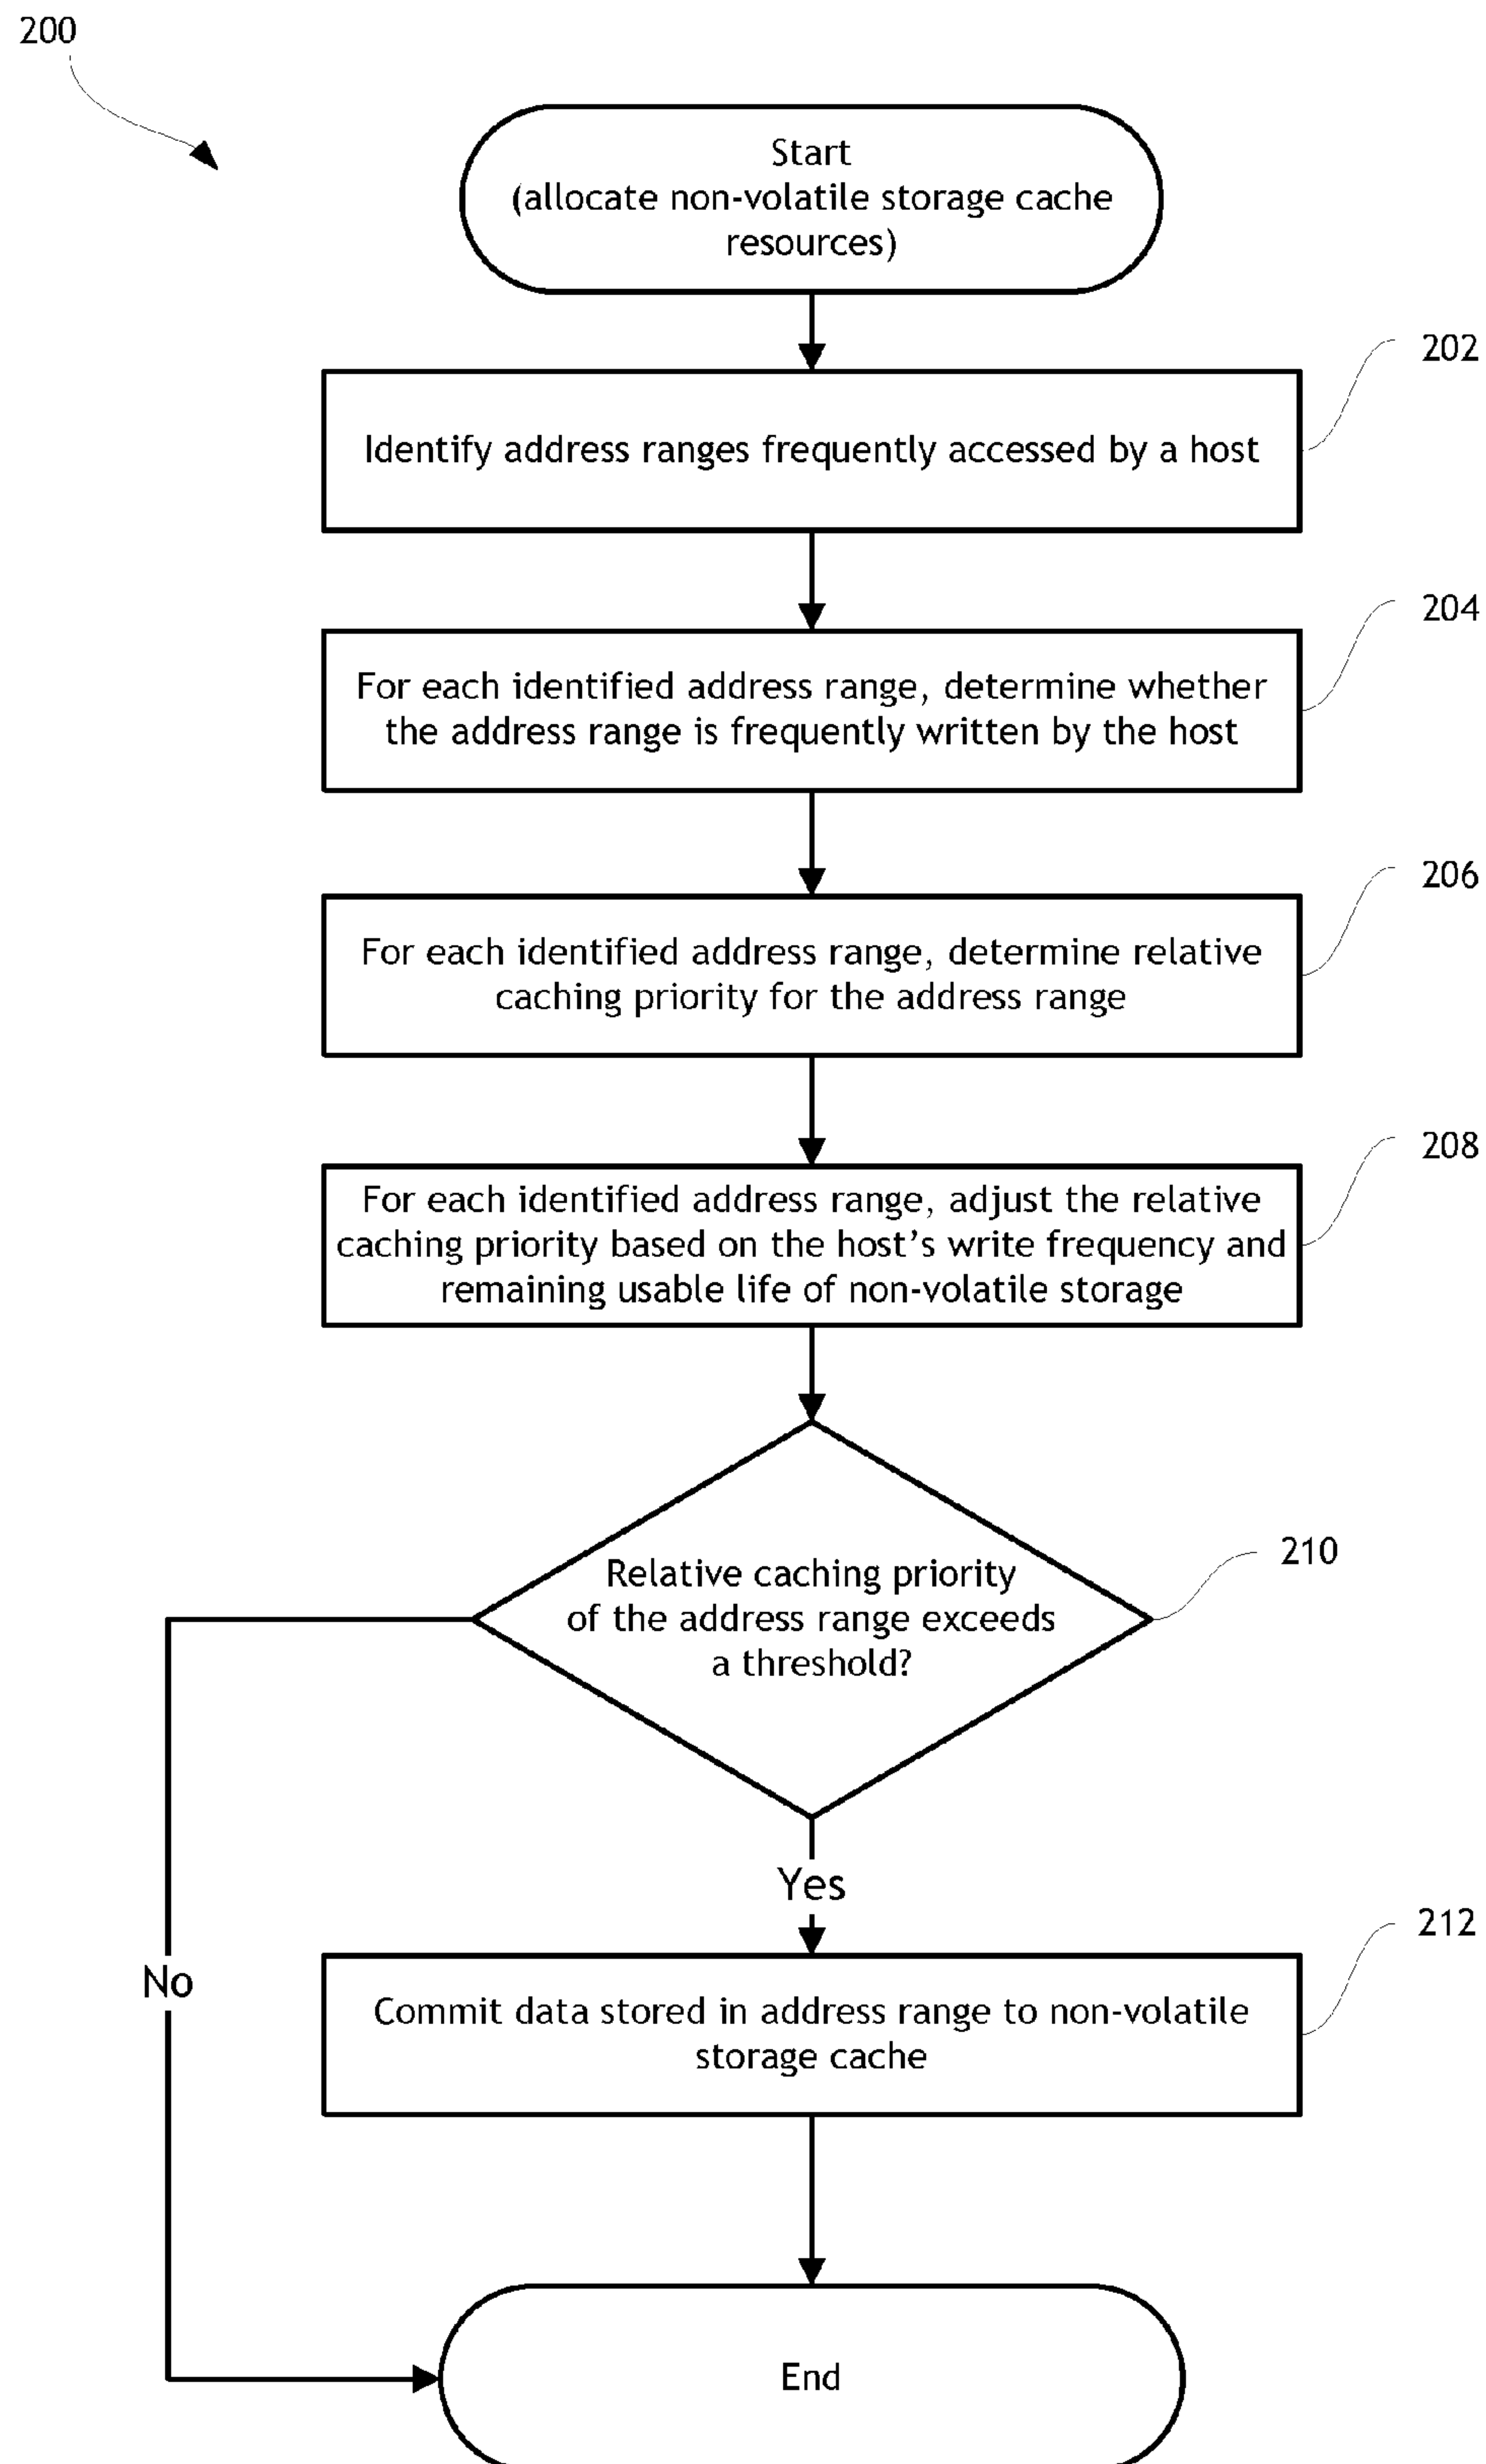 200
Start
(allocate non-volatile storage cache
resources)
202
Identify address ranges frequently accessed by a host
204
For each identified address range, determine whether
the address range is frequently written by the host
206
For each identified address range, determine relative
caching priority for the address range
208
For each identified address range, adjust the relative
caching priority based on the host's write frequency and
remaining usable life of non-volatile storage
210
Relative caching priority
of the address range exceeds
a threshold?
Yes
212
No
Commit data stored in address range to non-volatile
storage cache
End